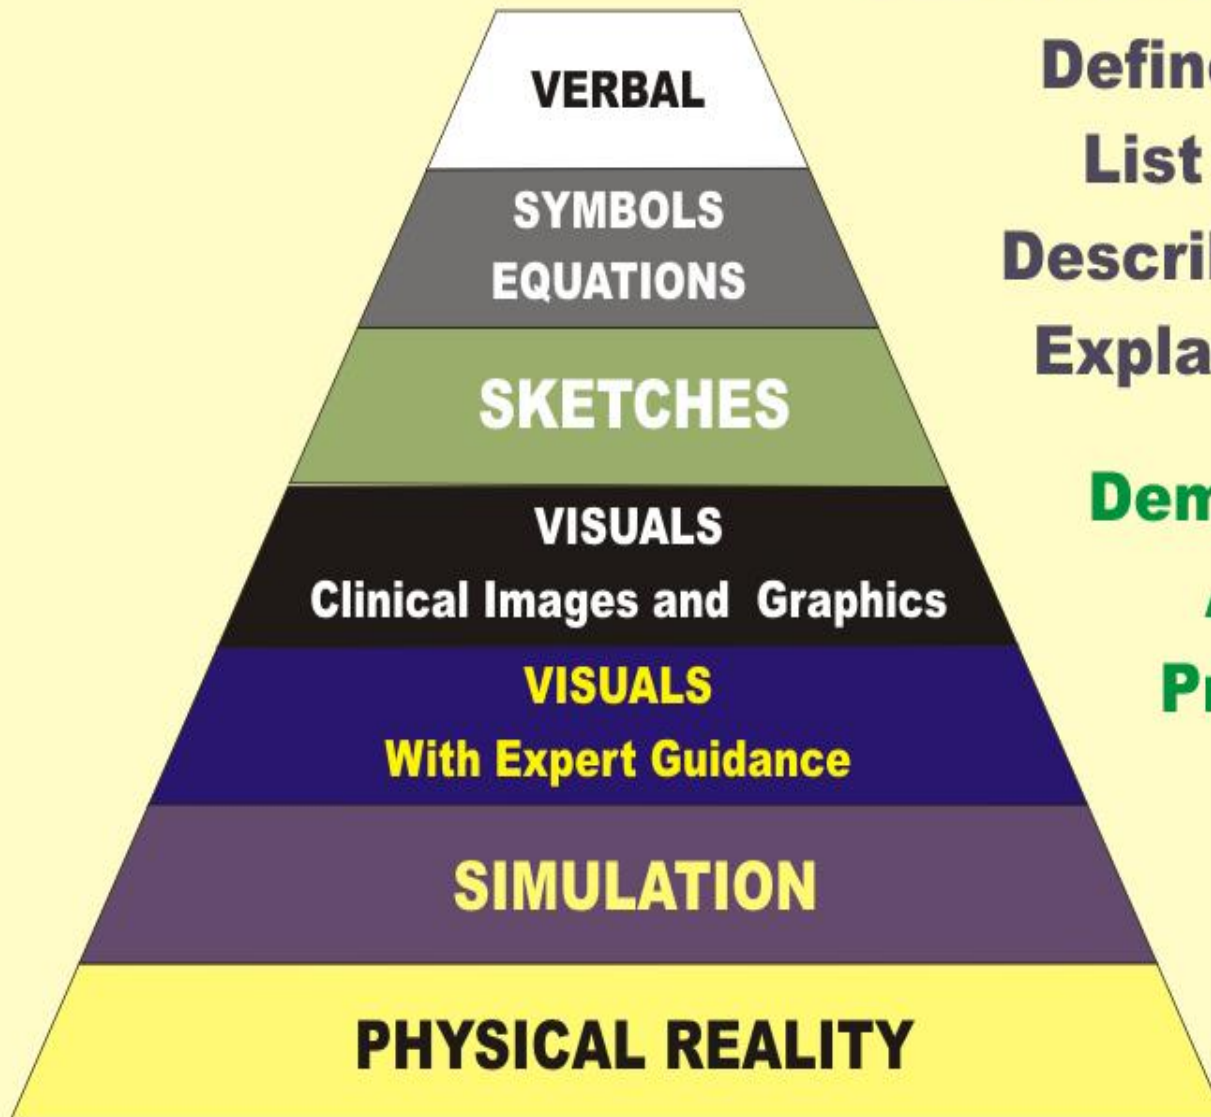 VERBAL
SYMBOLS
EQUATIONS
SKETCHES
VISUALS
Clinical Images and Graphics
VISUALS
With Expert Guidance
SIMULATION
PHYSICAL REALITY
List